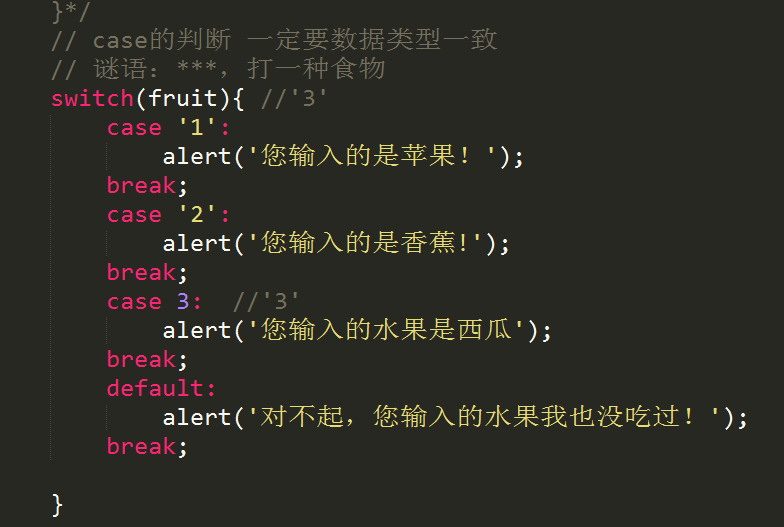 }*/
// case的判断 一定要数据类型一致
// 谜语：***，打一种食物
switch(fruit){ //'3'
case '1':
alert('您输入的是苹果！');
break;
case '2':
alert('您输入的是香蕉!');
break;
case 3:  //'3'
alert('您输入的水果是西瓜');
break;
default:
alert('对不起，您输入的水果我也没吃过！');
break;
}